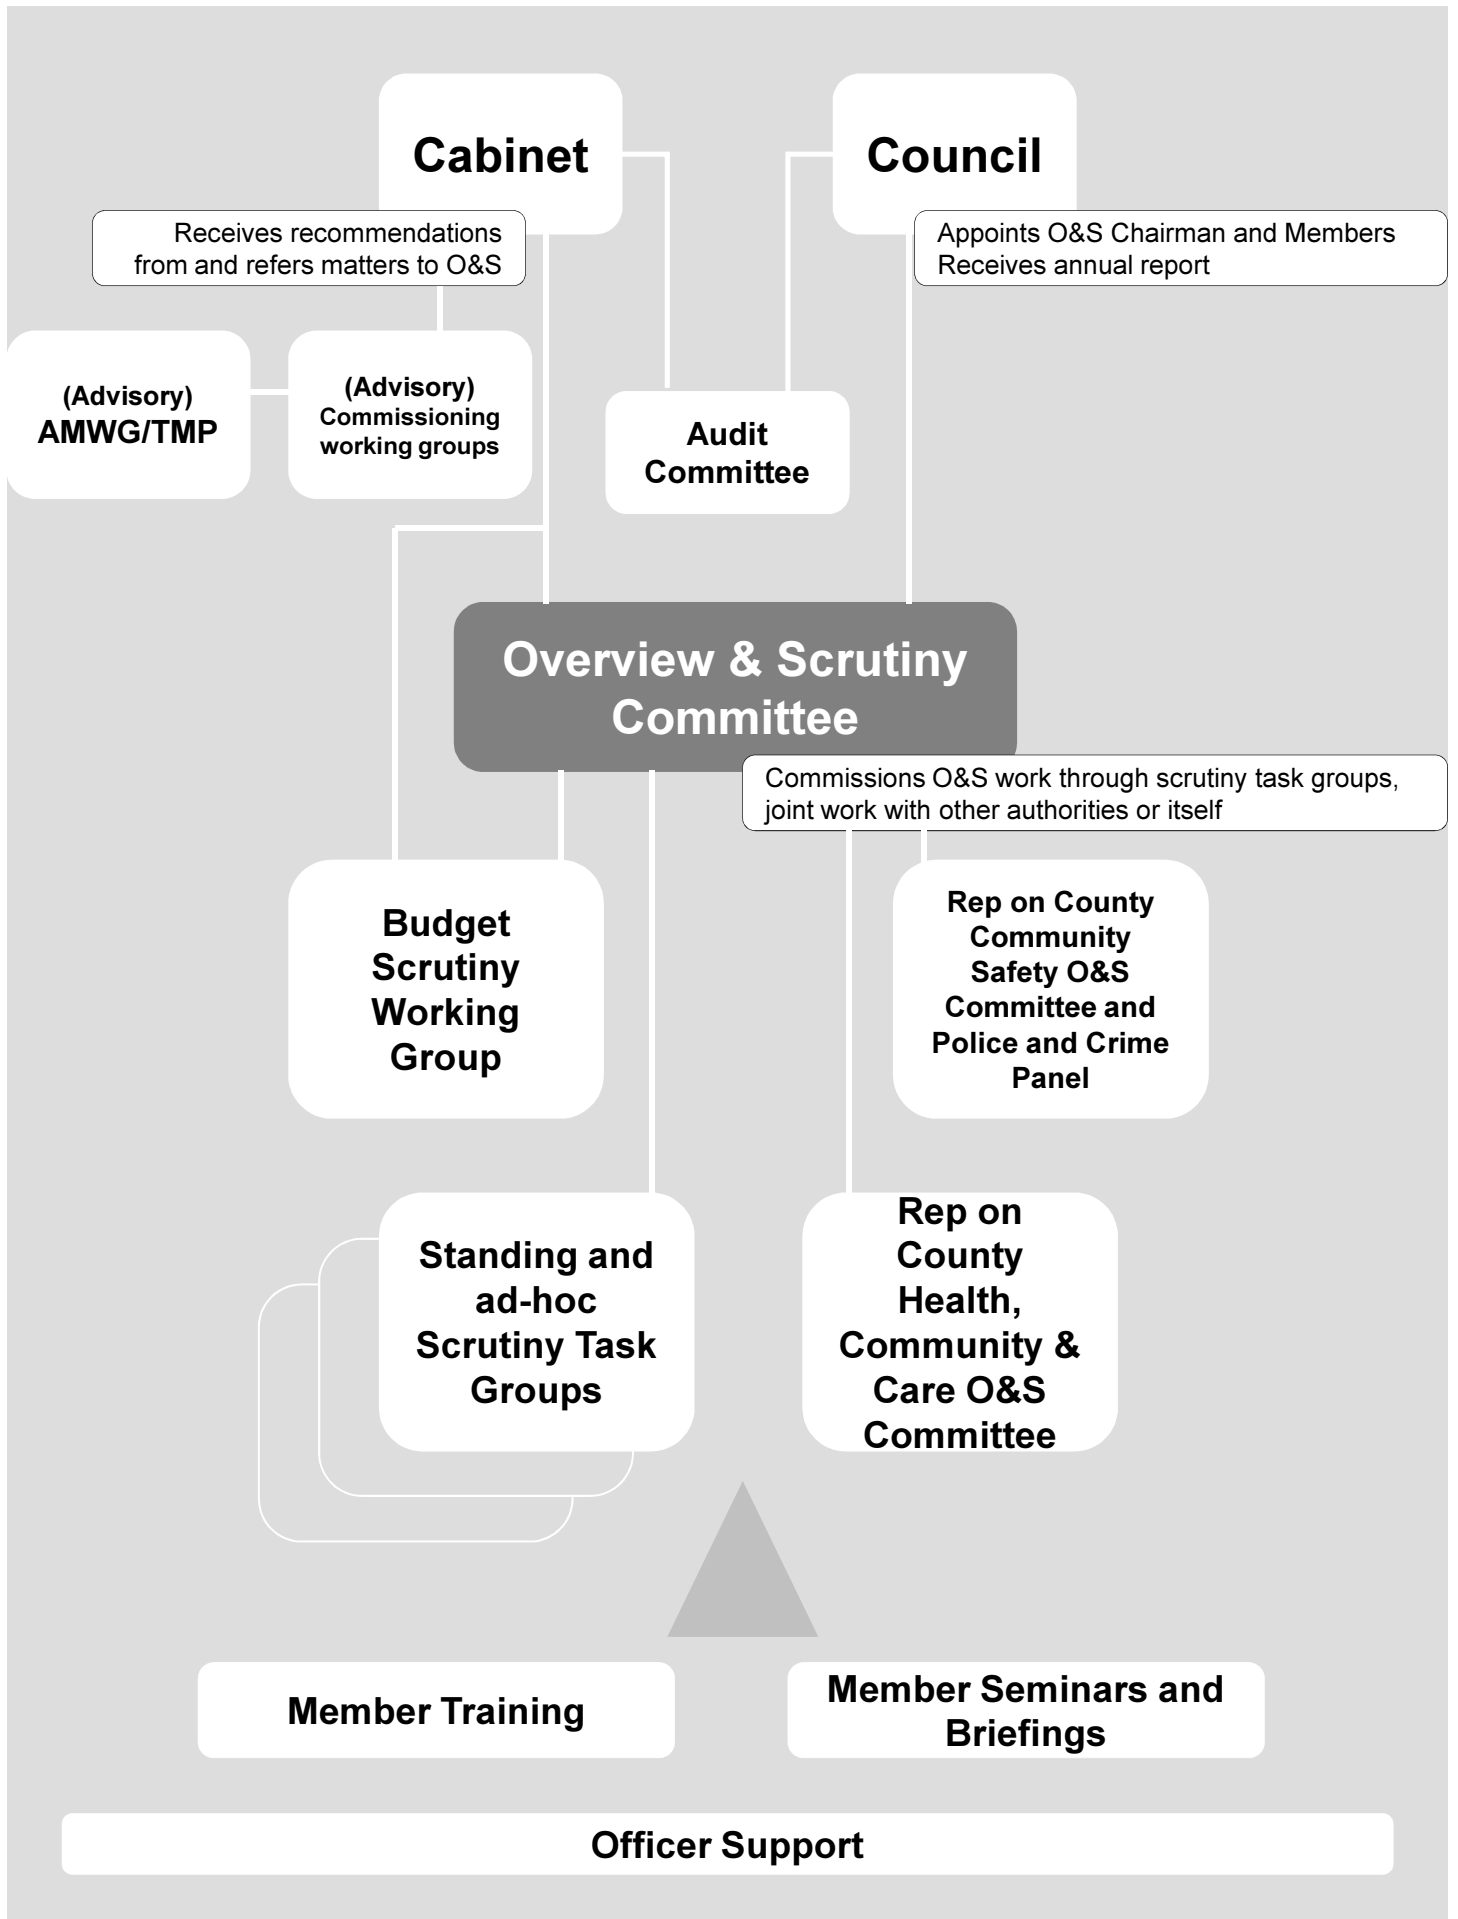 Cabinet
Council
Receives recommendations
from and refers matters to O&S
Appoints O&S Chairman and Members
Receives annual report
(Advisory)
AMWG/TMP
(Advisory)
Commissioning
working groups
Audit
Committee
Overview & Scrutiny
Committee
Commissions O&S work through scrutiny task groups,
joint work with other authorities or itself
Budget
Scrutiny
Working
Group
Rep on County
Community
Safety O&S
Committee and
Police and Crime
Panel
Standing and
ad-hoc
Scrutiny Task
Groups
Rep on
County
Health,
Community &
Care O&S
Committee
Member Training
Member Seminars and
Briefings
Officer Support